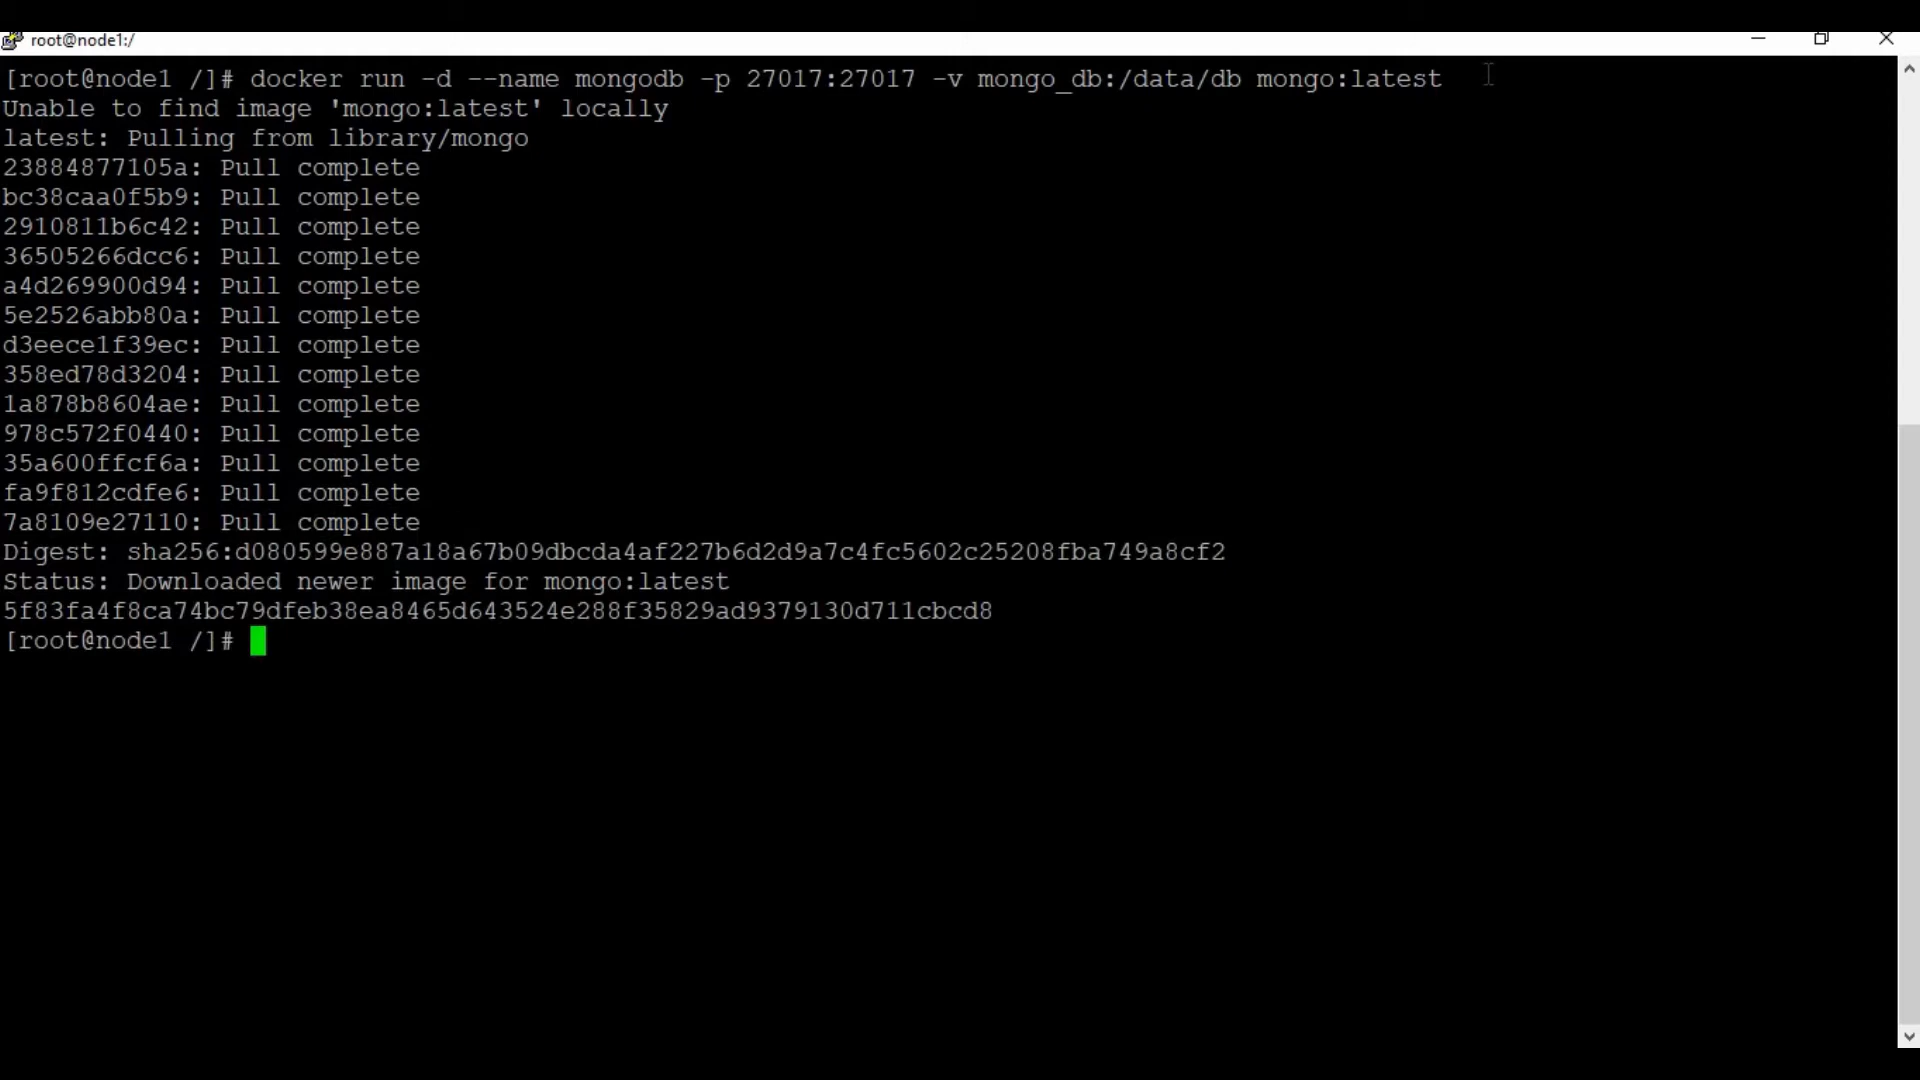 root@node1:/
[root@node1 /]# docker run -d --name mongodb -p 27017:27017 -v mongo_db:/data/db mongo:latest
Unable to find image 'mongo:latest' locally
latest: Pulling from library/mongo
23884877105a: Pull complete
bc38caa0f5b9: Pull complete
2910811b6c42: Pull complete
36505266dcc6: Pull complete
a4d269900d94: Pull complete
5e2526abb80a: Pull complete
d3eece1f39ec: Pull complete
358ed78d3204: Pull complete
1a878b8604ae: Pull complete
978c572f0440: Pull complete
35a600ffcf6a: Pull complete
fa9f812cdfe6: Pull complete
7a8109e27110: Pull complete
Digest: sha256:d080599e887a18a67b09dbcda4af227b6d2d9a7c4fc5602c25208fba749a8cf2
Status: Downloaded newer image for mongo:latest
5f83fa4f8ca74bc79dfeb38ea8465d643524e288f35829ad9379130d711cbcd8
[root@node1 /]#